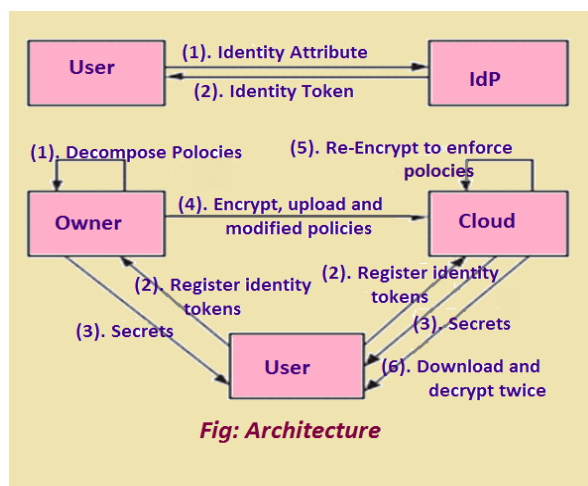 (1). Identity Attribute
User
IdP
(2). Identity Token
(1). Decompose Polocies
(5). Re-Encrypt to enforce
polocies
Owner
(4). Encrypt, upload and
modified policies
Cloud
(2). Register identity
tokens
(2). Register identity
tokens
(3). Secrets
(3). Secrets
User
(6). Download and
decrypt twice
Fig: Architecture